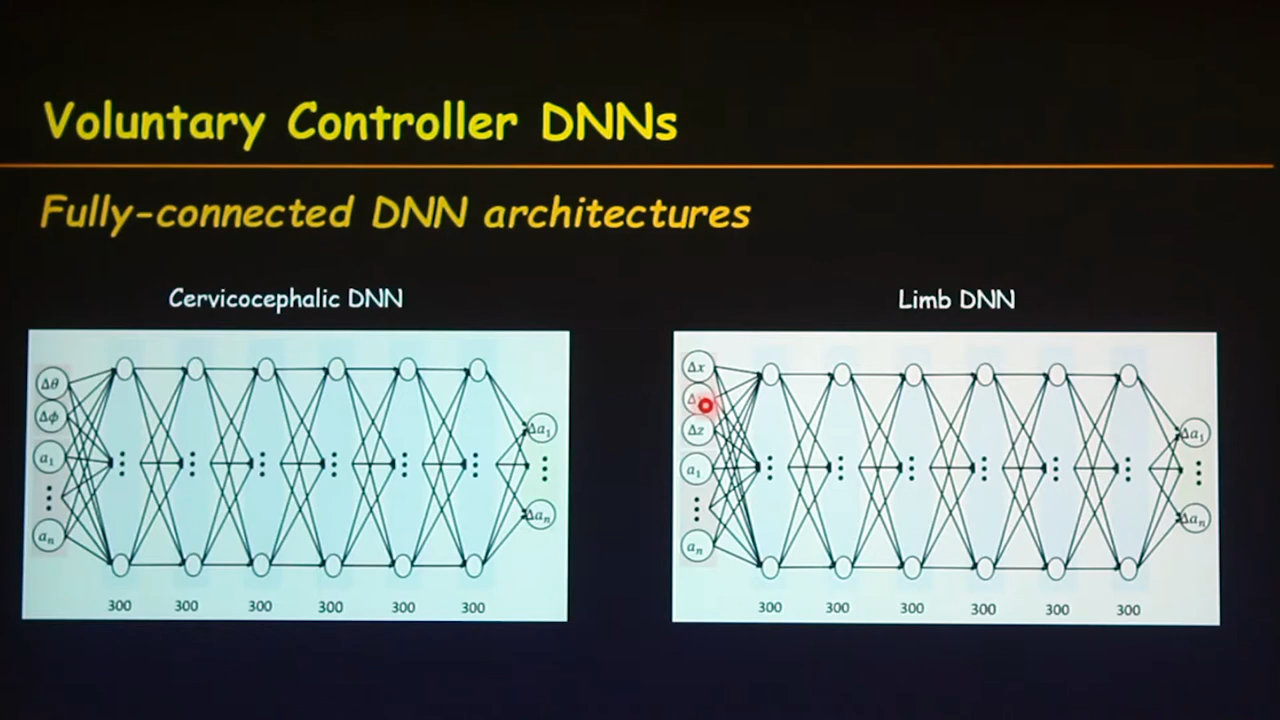 Voluntary Controller DNNs
Fully-connected DNN architectures
Cervicocephalic DNN
Δθ
Δϕ
a₁
aₙ
Δa₁
Δaₙ
300 300 300 300 300 300
Limb DNN
Δx
Δz
a₁
aₙ
Δa₁
Δaₙ
300 300 300 300 300 300